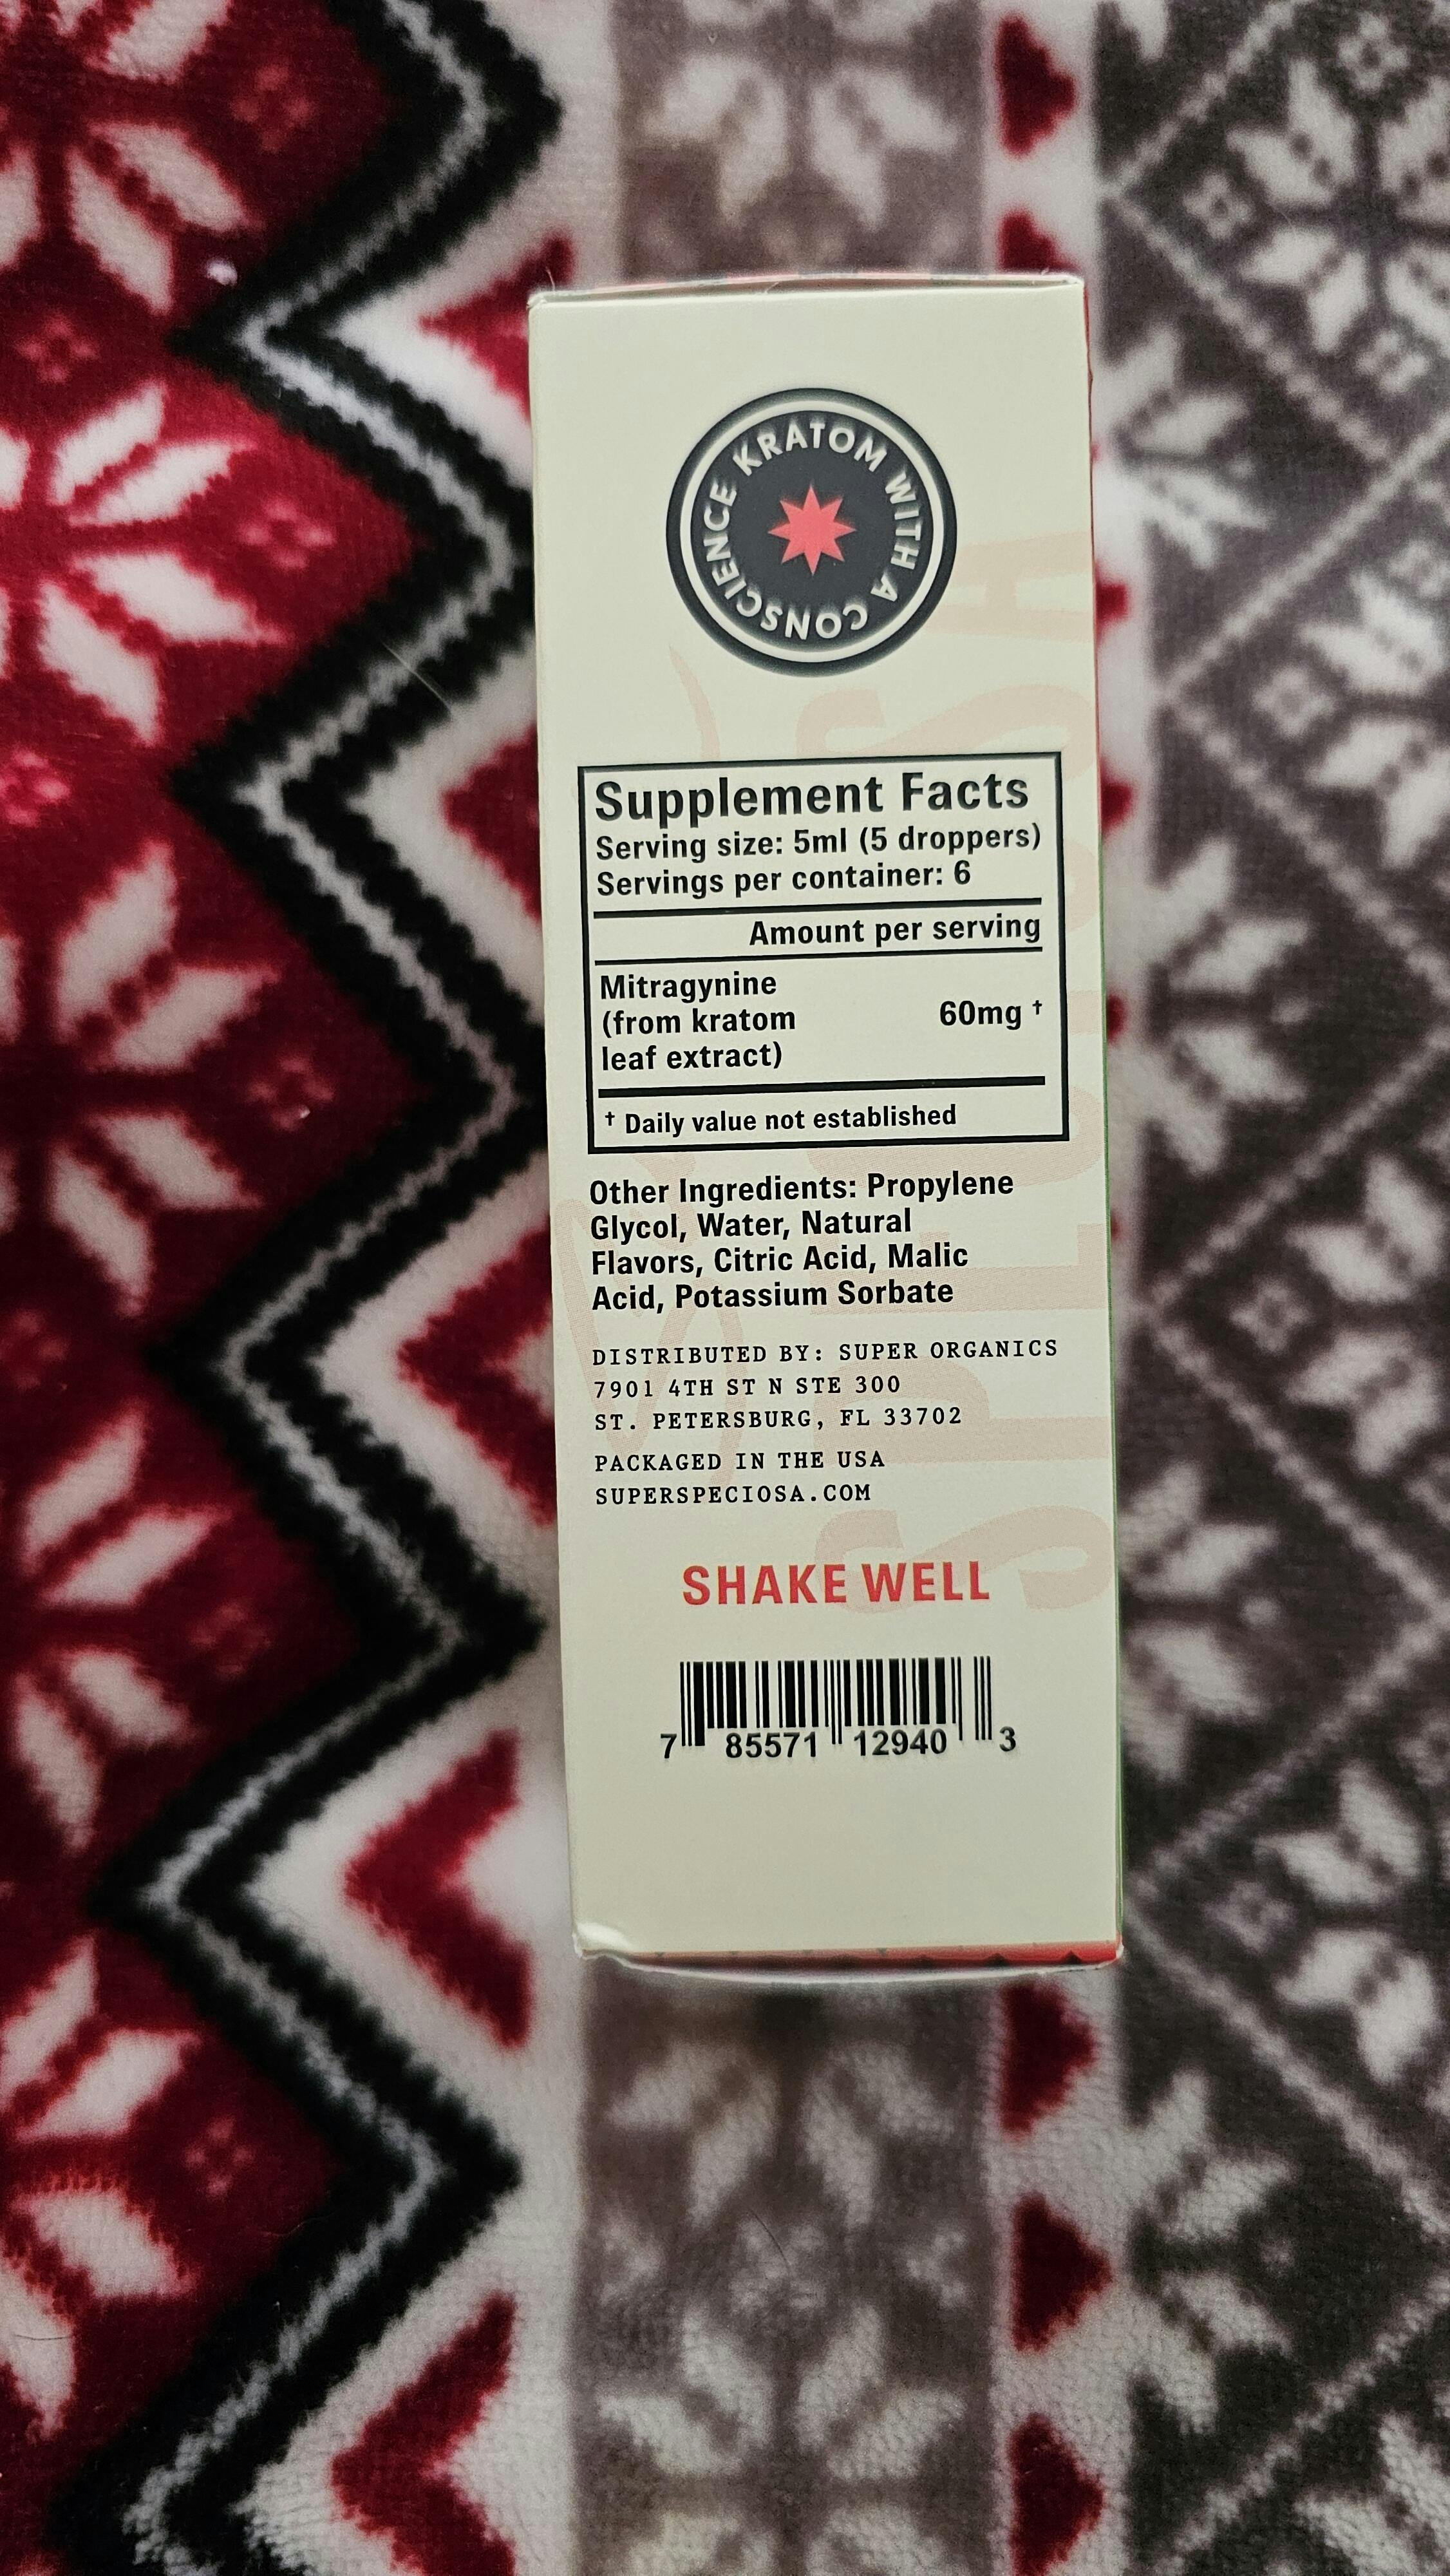 KRATOM WITH A CONSCIENCE
Supplement Facts
Serving size: 5ml (5 droppers)
Servings per container: 6
Amount per serving
Mitragynine
(from kratom
leaf extract)
60mg †
† Daily value not established
Other Ingredients: Propylene
Glycol, Water, Natural
Flavors, Citric Acid, Malic
Acid, Potassium Sorbate
DISTRIBUTED BY: SUPER ORGANICS
7901 4TH ST N STE 300
ST. PETERSBURG, FL 33702
PACKAGED IN THE USA
SUPERSPECIOSA.COM
SHAKE WELL
7 85571 12940 3